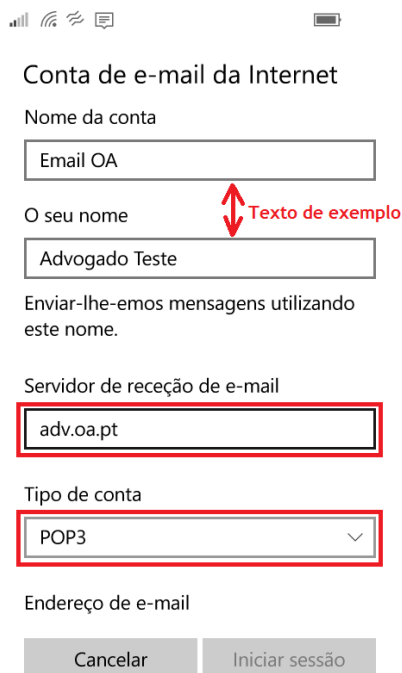 Conta de e-mail da Internet
Nome da conta
Email OA
Texto de exemplo
O seu nome
Advogado Teste
Enviar-lhe-emos mensagens utilizando
este nome.
Servidor de receção de e-mail
adv.oa.pt
Tipo de conta
POP3
Endereço de e-mail
Cancelar
Iniciar sessão